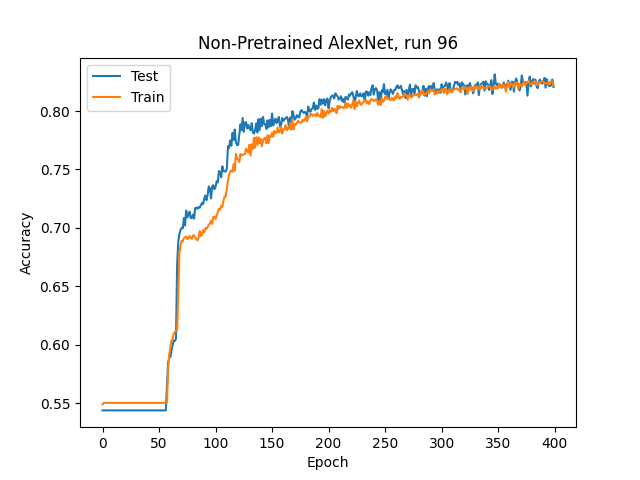 Non-Pretrained AlexNet, run 96
Test
Train
0.80
0.75
0.70
0.65
0.60
0.55
Accuracy
0 50 100 150 200 250 300 350 400
Epoch